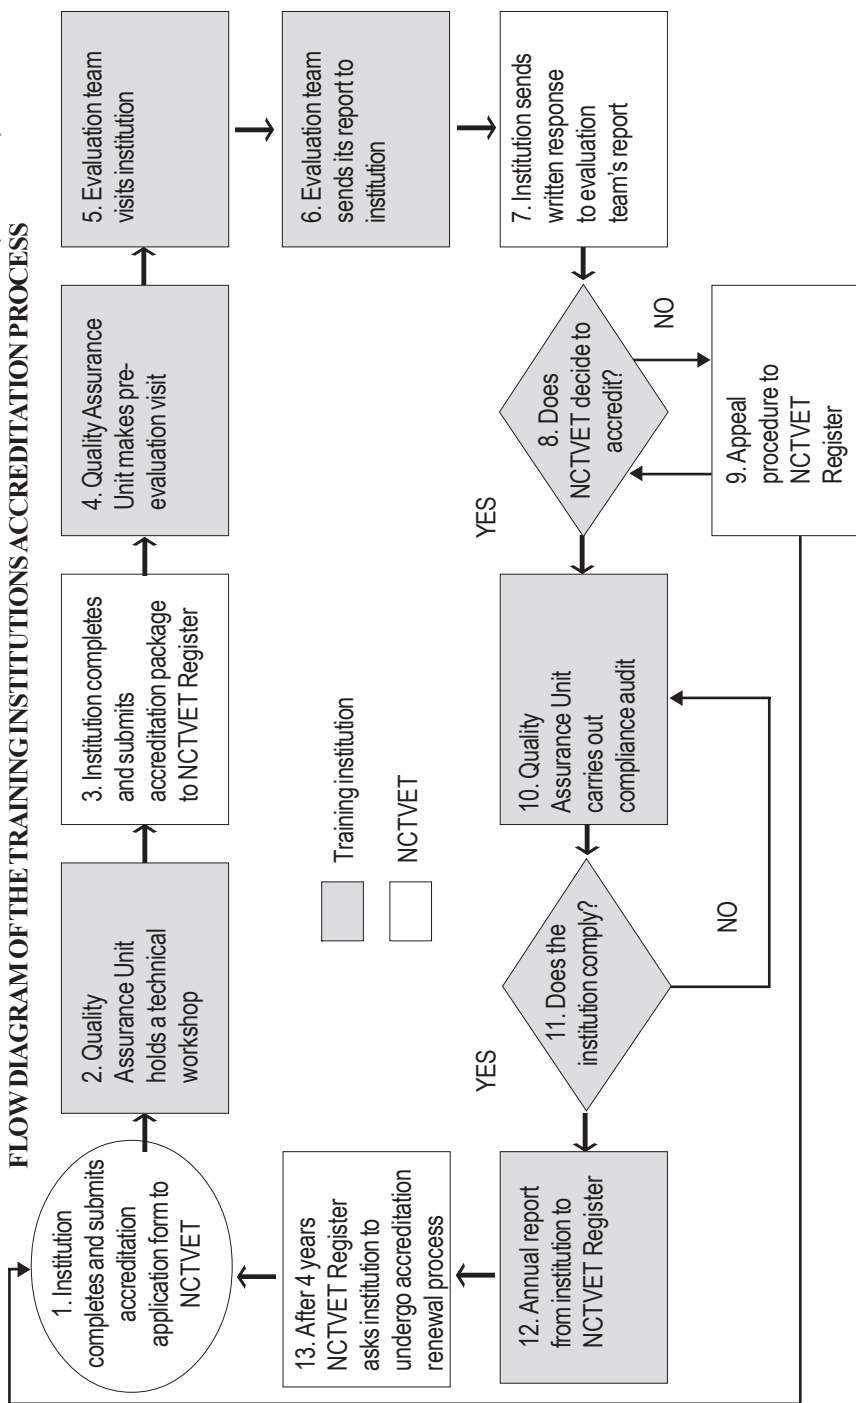 FLOW DIAGRAM OF THE TRAINING INSTITUTIONS ACCREDITATION PROCESS
1. Institution
completes and submits
accreditation
application form to
NCTVET
2. Quality
Assurance Unit
holds a technical
workshop
3. Institution completes
and submits
accreditation package
to NCTVET Register
4. Quality Assurance
Unit makes pre-
evaluation visit
5. Evaluation team
visits institution
6. Evaluation team
sends its report to
institution
7. Institution sends
written response
to evaluation
team's report
8. Does
NCTVET decide to
accredit?
NO
YES
9. Appeal
procedure to
NCTVET
Register
10. Quality
Assurance Unit
carries out
compliance audit
11. Does the
institution comply?
NO
YES
12. Annual report
from institution to
NCTVET Register
13. After 4 years
NCTVET Register
asks institution to
undergo accreditation
renewal process
Training institution
NCTVET